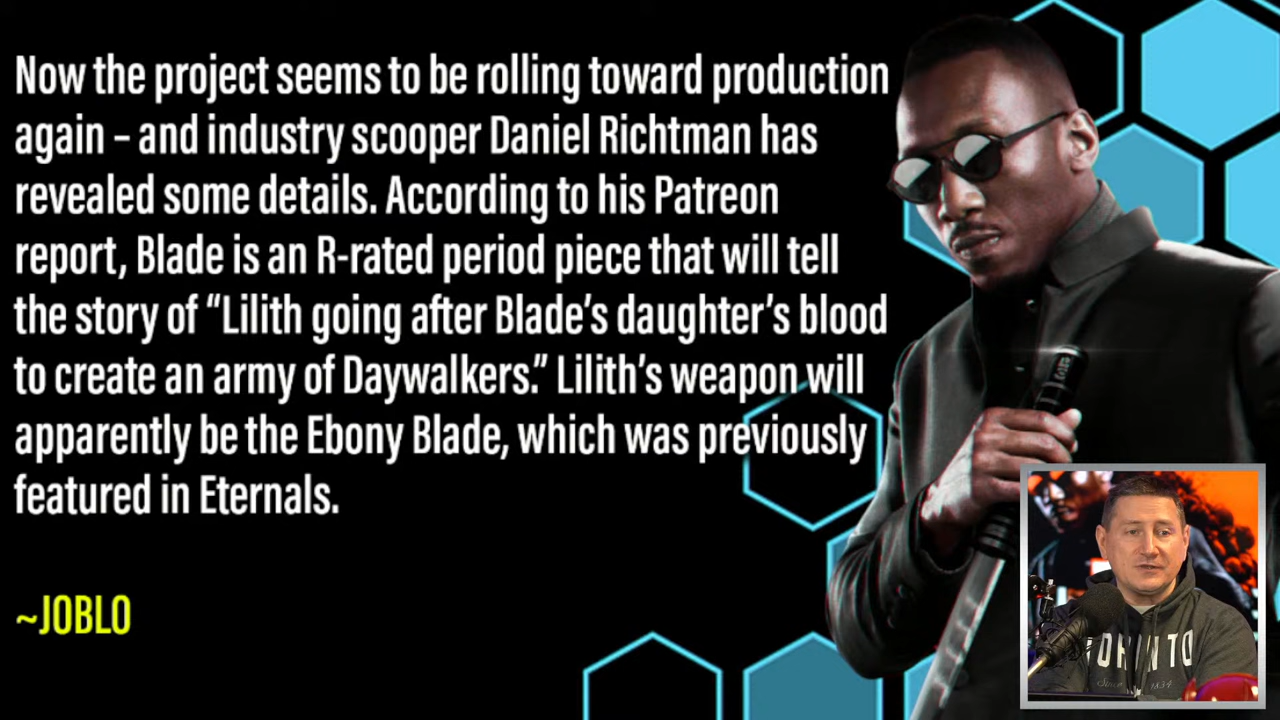 Now the project seems to be rolling toward production
again – and industry scooper Daniel Richtman has
revealed some details. According to his Patreon
report, Blade is an R-rated period piece that will tell
the story of “Lilith going after Blade’s daughter’s blood
to create an army of Daywalkers.” Lilith’s weapon will
apparently be the Ebony Blade, which was previously
featured in Eternals.
~JOBLO
Since 1834